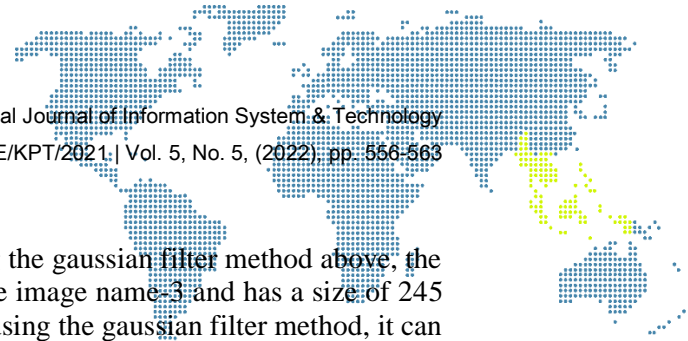 al Journal of Information System & Technology
E/KPT/2021 | Vol. 5, No. 5, (2022), pp. 556-563
the gaussian filter method above, the
e image name-3 and has a size of 245
using the gaussian filter method, it can